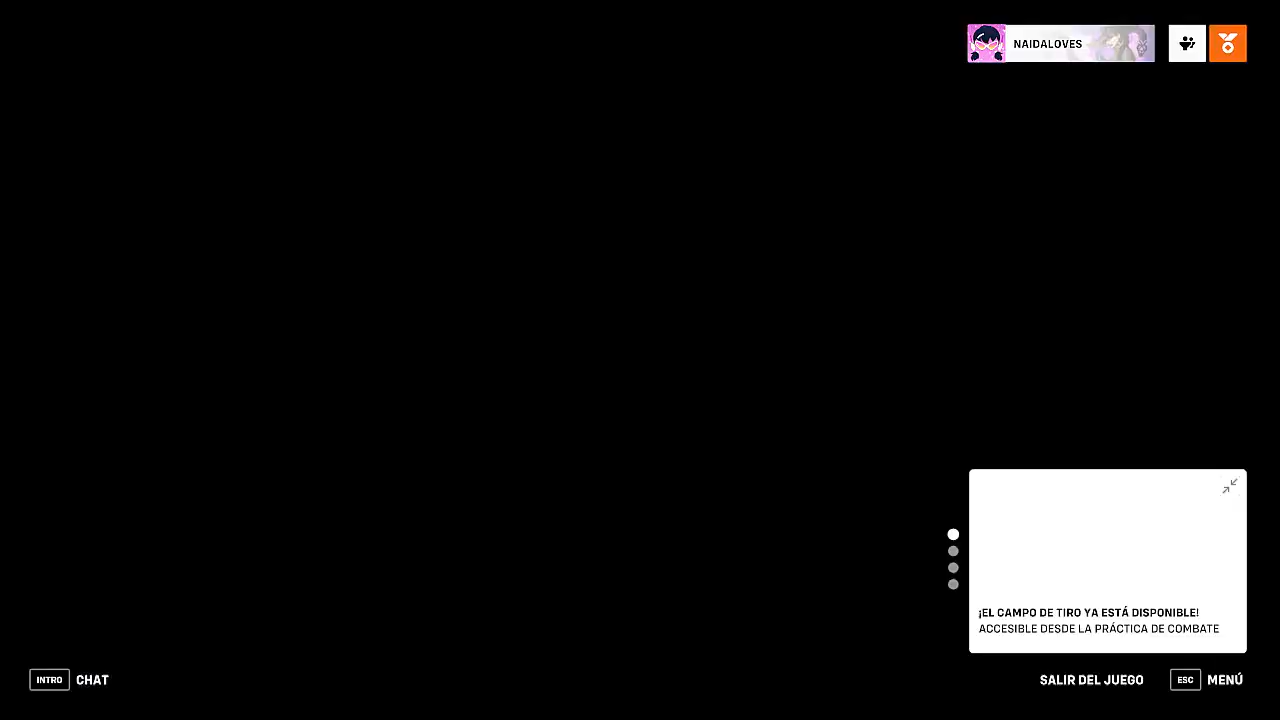 NAIDALOVES
¡EL CAMPO DE TIRO YA ESTÁ DISPONIBLE!
ACCESIBLE DESDE LA PRÁCTICA DE COMBATE
INTRO CHAT
SALIR DEL JUEGO
ESC MENÚ